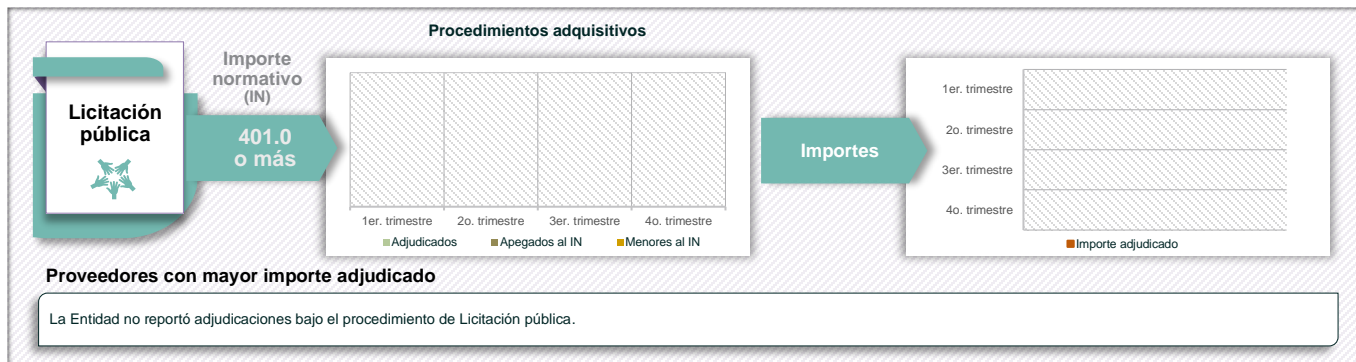 Procedimientos adquisitivos
Licitación
pública
Importe
normativo
(IN)
401.0
o más
1er. trimestre
2o. trimestre
3er. trimestre
4o. trimestre
Adjudicados
Apegados al IN
Menores al IN
Importes
1er. trimestre
2o. trimestre
3er. trimestre
4o. trimestre
Importe adjudicado
Proveedores con mayor importe adjudicado
La Entidad no reportó adjudicaciones bajo el procedimiento de Licitación pública.